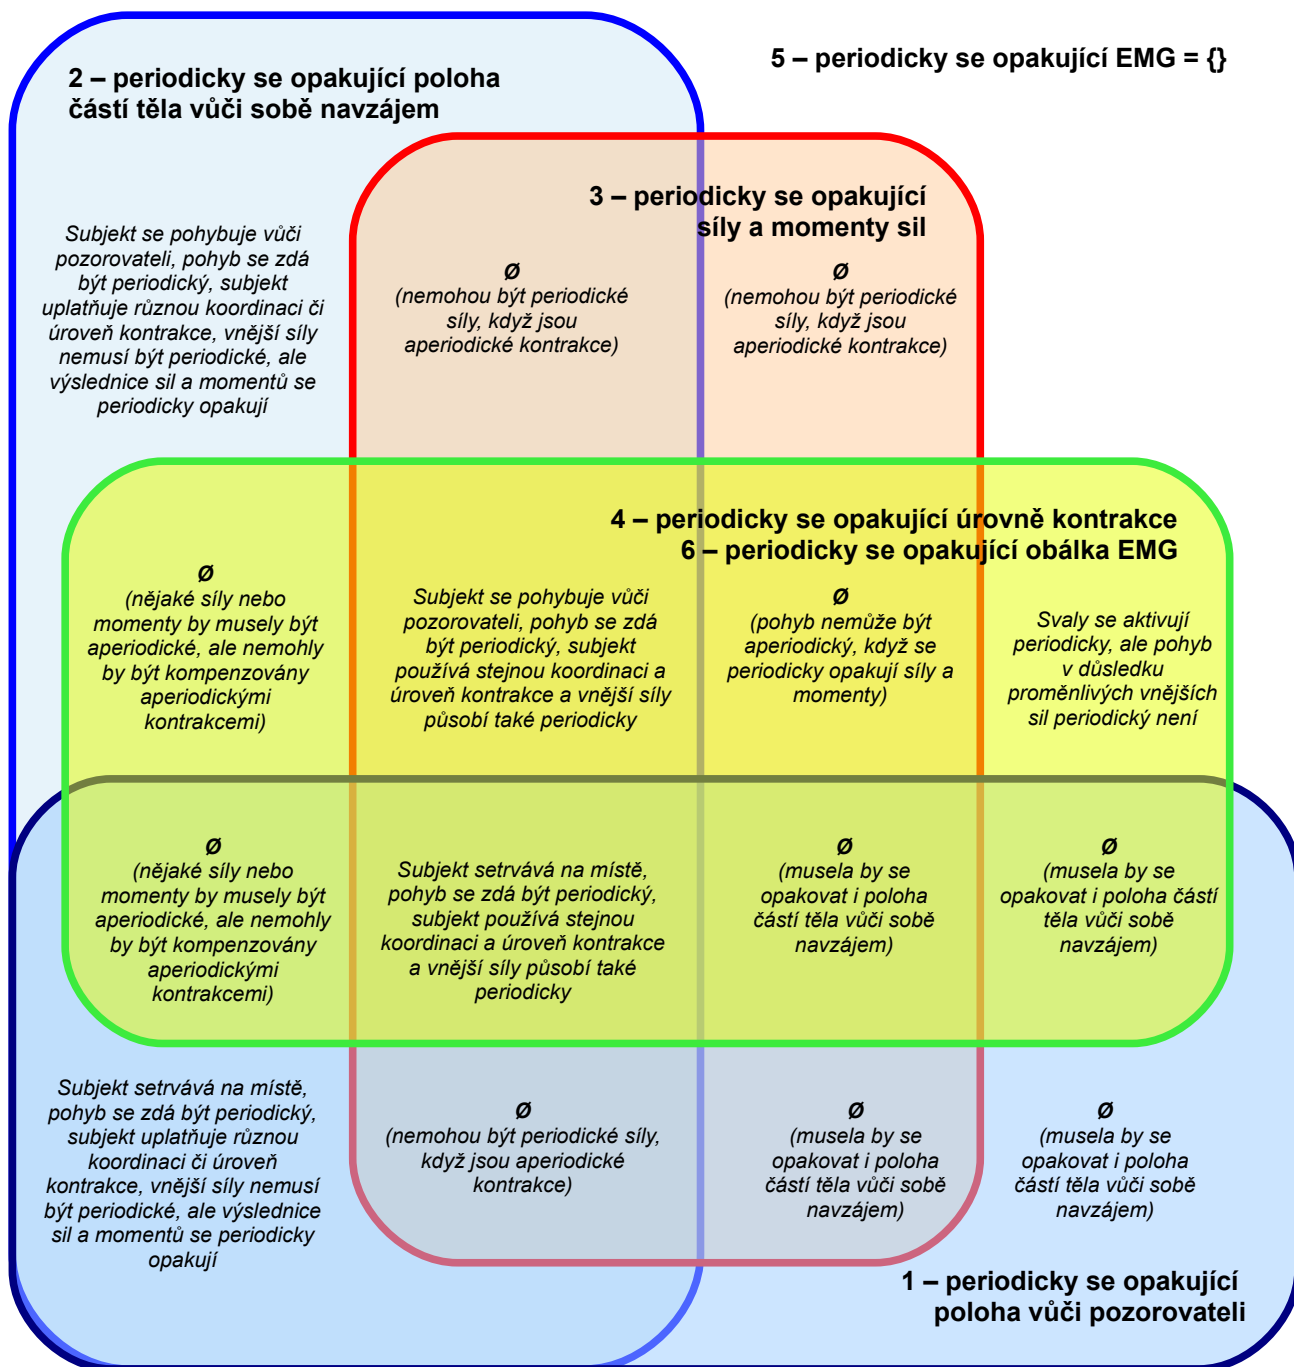 2 – periodicky se opakující poloha
částí těla vůči sobě navzájem
5 – periodicky se opakující EMG = {}
3 – periodicky se opakující
síly a momenty sil
Subjekt se pohybuje vůči
pozorovateli, pohyb se zdá
být periodický, subjekt
uplatňuje různou koordinaci či
úroveň kontrakce, vnější síly
nemusí být periodické, ale
výslednice sil a momentů se
periodicky opakují
Ø
(nemohou být periodické
síly, když jsou
aperiodické kontrakce)
Ø
(nemohou být periodické
síly, když jsou
aperiodické kontrakce)
4 – periodicky se opakující úrovně kontrakce
6 – periodicky se opakující obálka EMG
Ø
(nějaké síly nebo
momenty by musely být
aperiodické, ale nemohly
by být kompenzovány
aperiodickými
kontrakcemi)
Subjekt se pohybuje vůči
pozorovateli, pohyb se zdá
být periodický, subjekt
používá stejnou koordinaci a
úroveň kontrakce a vnější síly
působí také periodicky
Ø
(pohyb nemůže být
aperiodický, když se
periodicky opakují síly a
momenty)
Svaly se aktivují
periodicky, ale pohyb
v důsledku
proměnlivých vnějších
sil periodický není
Ø
(nějaké síly nebo
momenty by musely být
aperiodické, ale nemohly
by být kompenzovány
aperiodickými
kontrakcemi)
Subjekt setrvává na místě,
pohyb se zdá být periodický,
subjekt používá stejnou
koordinaci a úroveň kontrakce
a vnější síly působí také
periodicky
Ø
(musela by se
opakovat i poloha
částí těla vůči sobě
navzájem)
Ø
(musela by se
opakovat i poloha částí
těla vůči sobě
navzájem)
Subjekt setrvává na místě,
pohyb se zdá být periodický,
subjekt uplatňuje různou
koordinaci či úroveň
kontrakce, vnější síly nemusí
být periodické, ale výslednice
sil a momentů se periodicky
opakují
Ø
(nemohou být periodické síly,
když jsou aperiodické
kontrakce)
Ø
(musela by se
opakovat i poloha
částí těla vůči sobě
navzájem)
Ø
(musela by se
opakovat i poloha
částí těla vůči sobě
navzájem)
1 – periodicky se opakující
poloha vůči pozorovateli